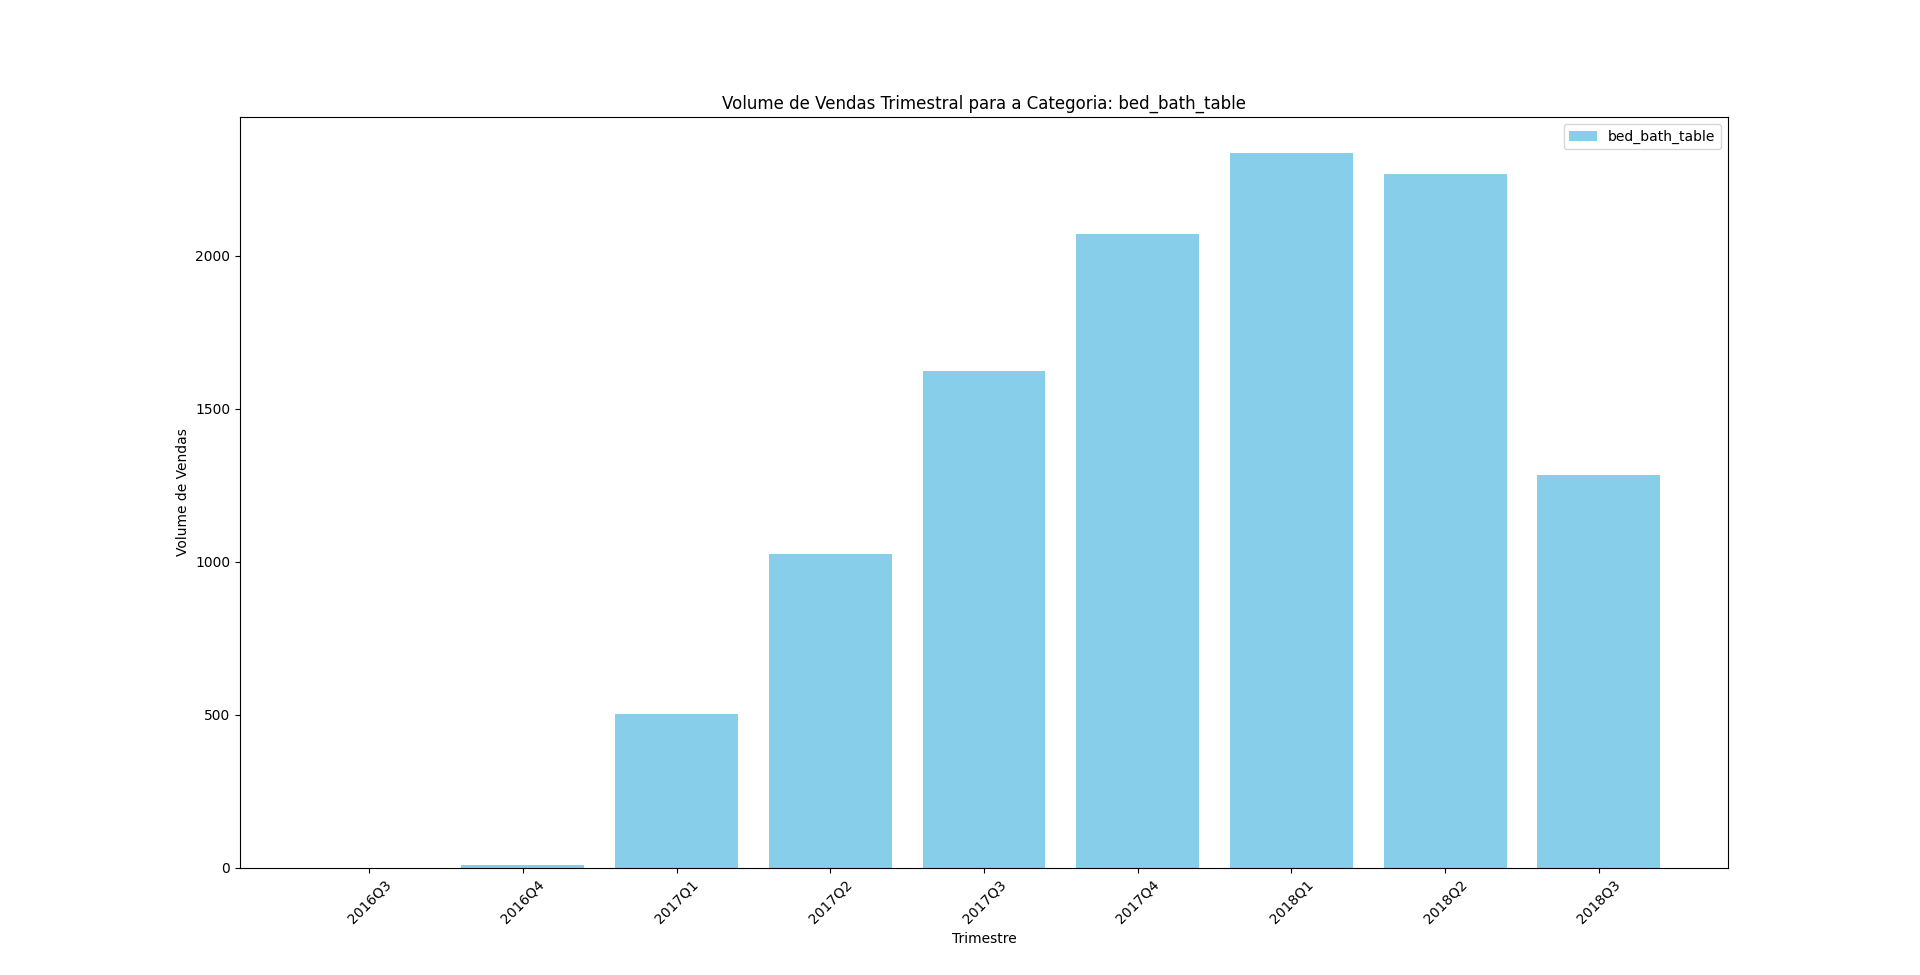 Volume de Vendas Trimestral para a Categoria: bed_bath_table
bed_bath_table
Volume de Vendas
2000
1500
1000
500
0
2016Q3
2016Q4
2017Q1
2017Q2
2017Q3
2017Q4
2018Q1
2018Q2
2018Q3
Trimestre